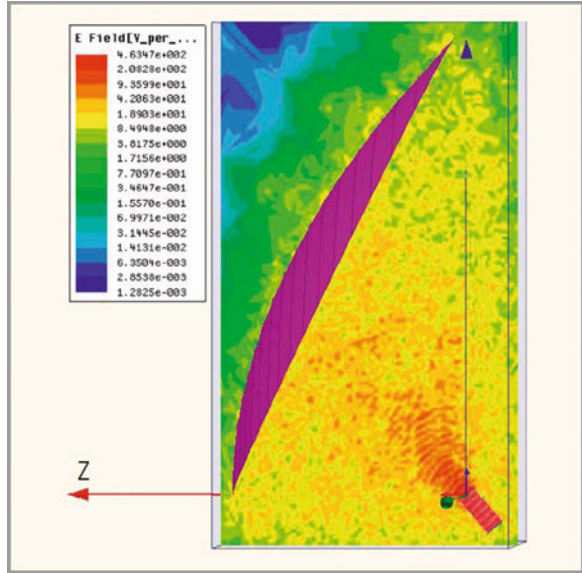 E Field[V_per_...
4.6347e+002
2.0828e+002
9.3599e+001
4.2063e+001
1.8903e+001
8.4948e+000
3.8175e+000
1.7156e+000
7.7097e-001
3.4647e-001
1.5570e-001
6.9971e-002
3.1445e-002
1.4131e-002
6.3504e-003
2.8538e-003
1.2825e-003
Z